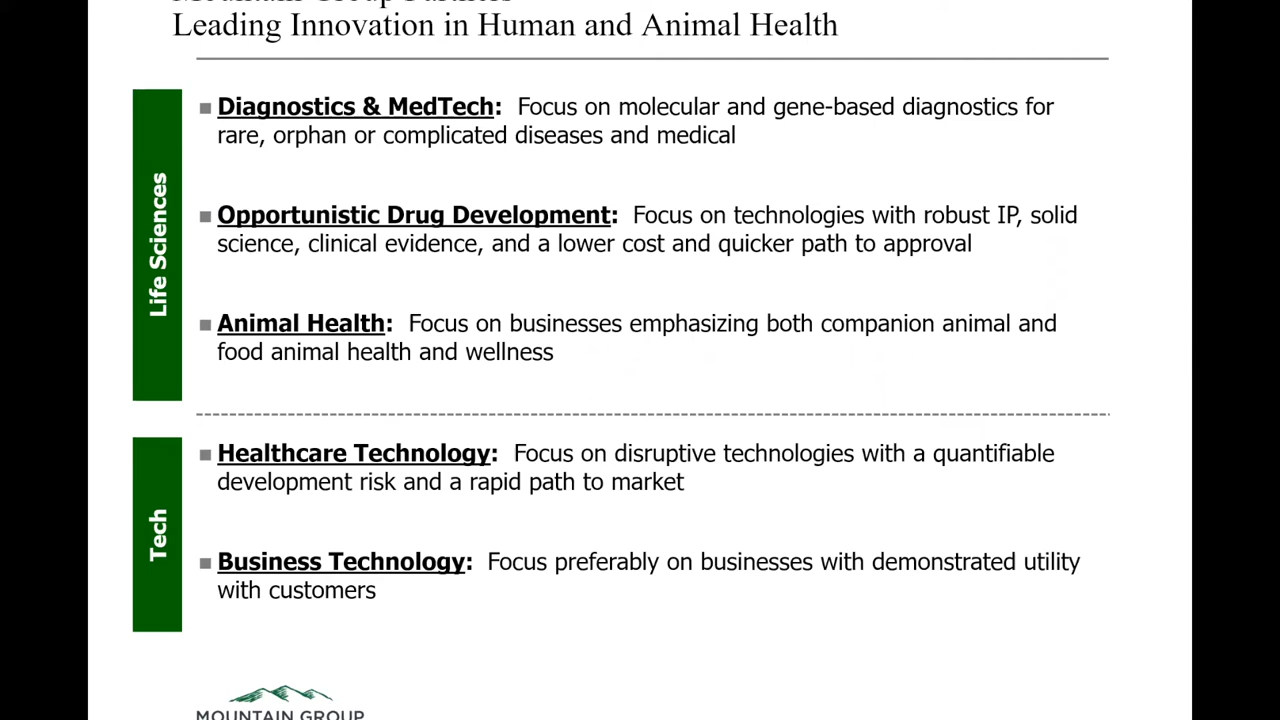 Mountain Group Partners
Leading Innovation in Human and Animal Health
Life Sciences
■ Diagnostics & MedTech: Focus on molecular and gene-based diagnostics for
rare, orphan or complicated diseases and medical
■ Opportunistic Drug Development: Focus on technologies with robust IP, solid
science, clinical evidence, and a lower cost and quicker path to approval
■ Animal Health: Focus on businesses emphasizing both companion animal and
food animal health and wellness
Tech
■ Healthcare Technology: Focus on disruptive technologies with a quantifiable
development risk and a rapid path to market
■ Business Technology: Focus preferably on businesses with demonstrated utility
with customers
MOUNTAIN GROUP